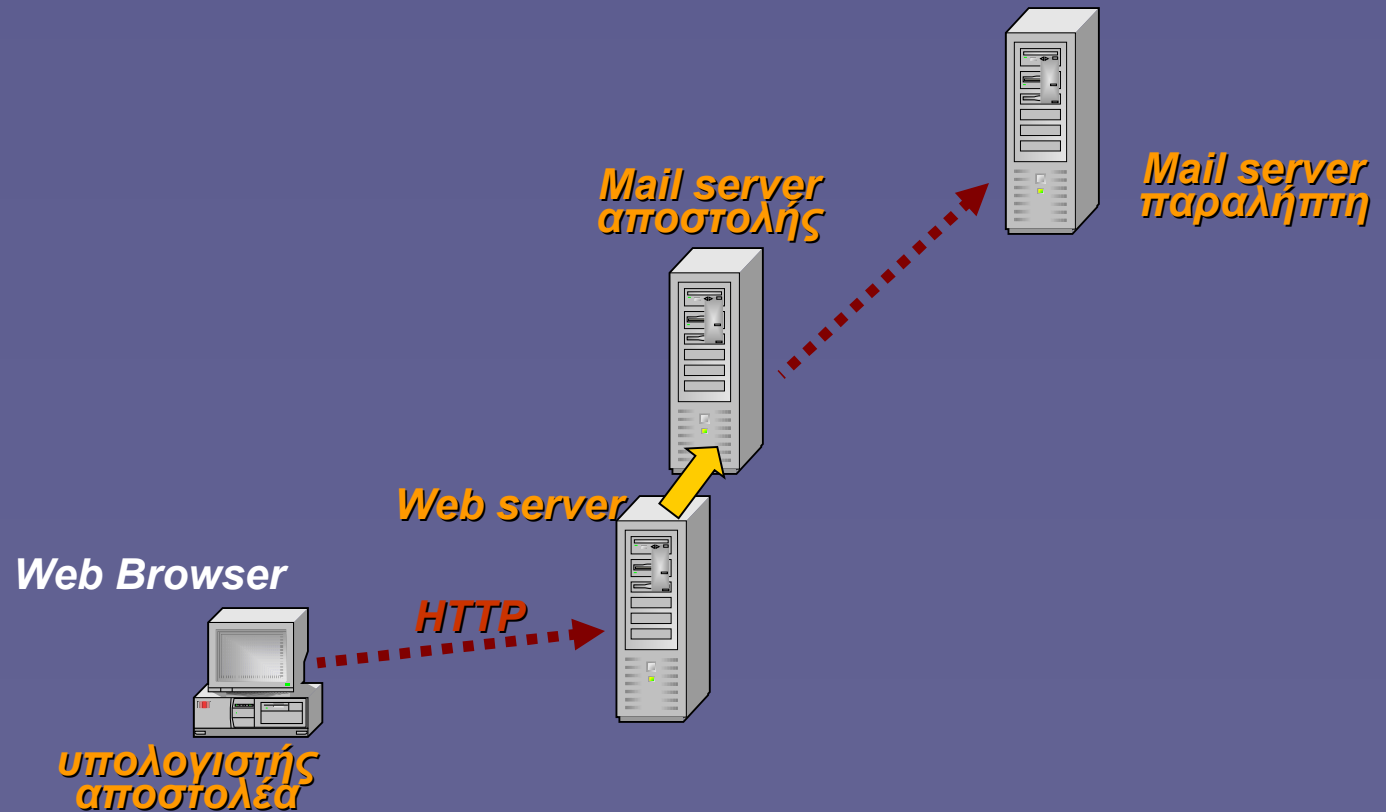 Mail server
παραλήπτη
Mail server
αποστολής
Web server
Web Browser
HTTP
υπολογιστής
αποστολέα